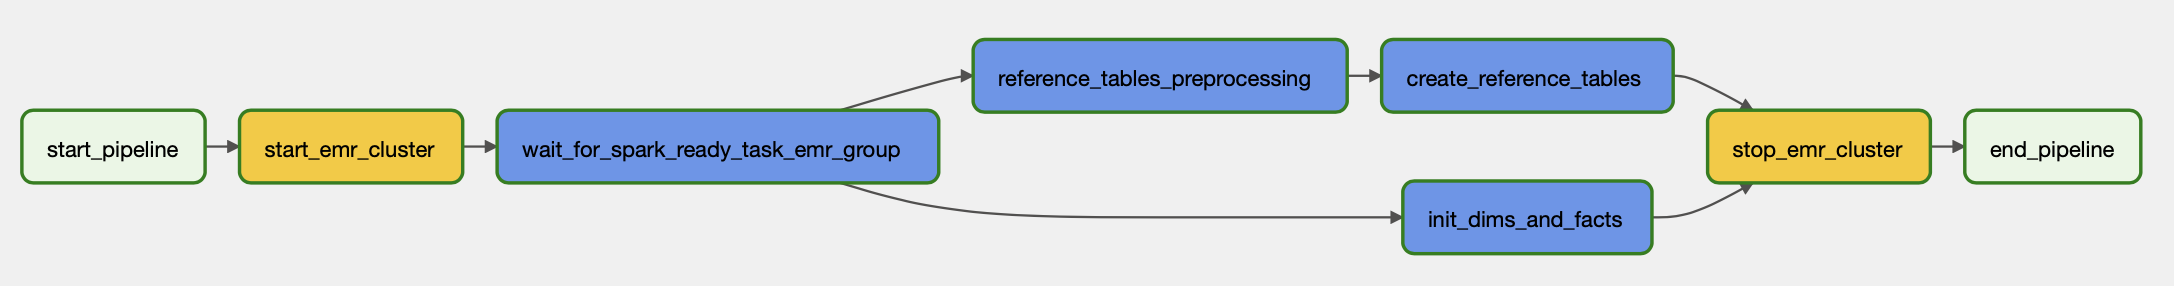 start_pipeline
start_emr_cluster
wait_for_spark_ready_task_emr_group
reference_tables_preprocessing
create_reference_tables
init_dims_and_facts
stop_emr_cluster
end_pipeline